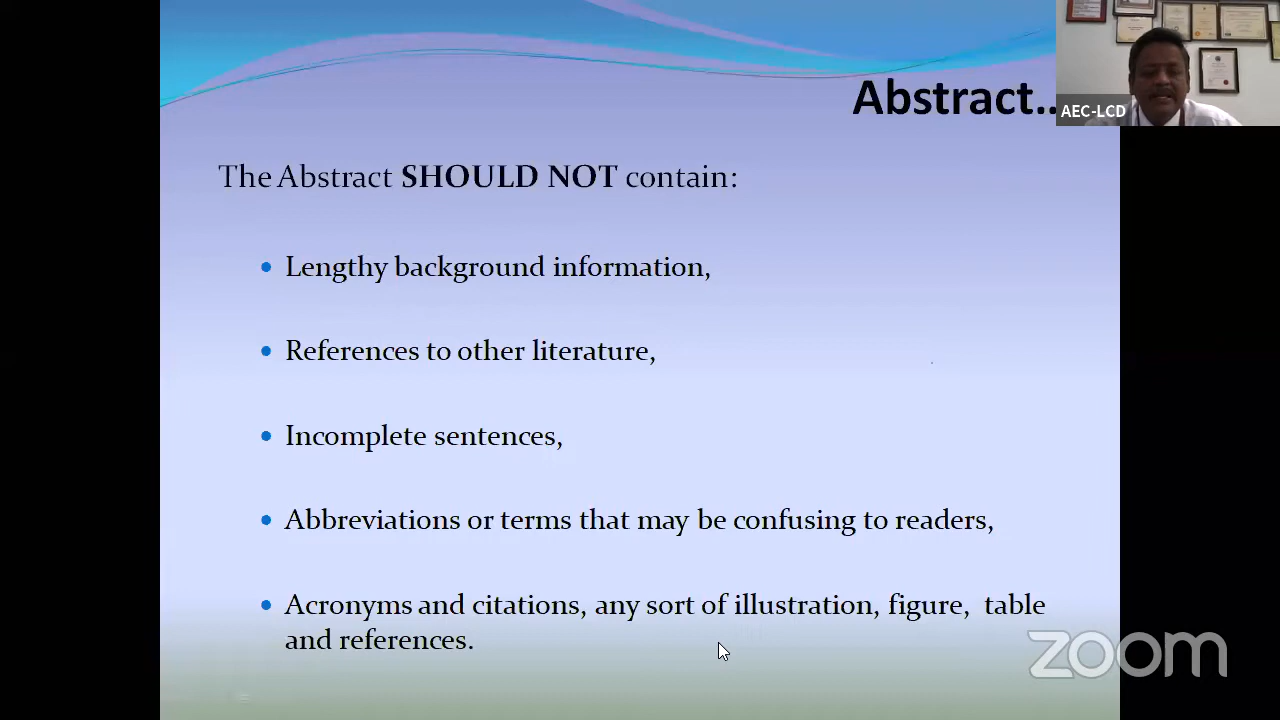 Abstract..
AEC-LCD
The Abstract SHOULD NOT contain:
• Lengthy background information,
• References to other literature,
• Incomplete sentences,
• Abbreviations or terms that may be confusing to readers,
• Acronyms and citations, any sort of illustration, figure, table
and references.
zoom